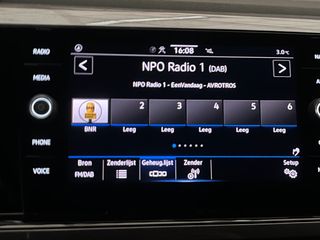 RADIO
16:08
3.0°C
MEDIA
NPO Radio 1 (DAB)
NPO Radio 1 - EenVandaag - AVROTROS
2 3 4 5 6
BNR Leeg Leeg Leeg Leeg Leeg
PHONE
Bron Zenderlijst Geheug.lijst Zender Setup
FM/DAB
VOICE